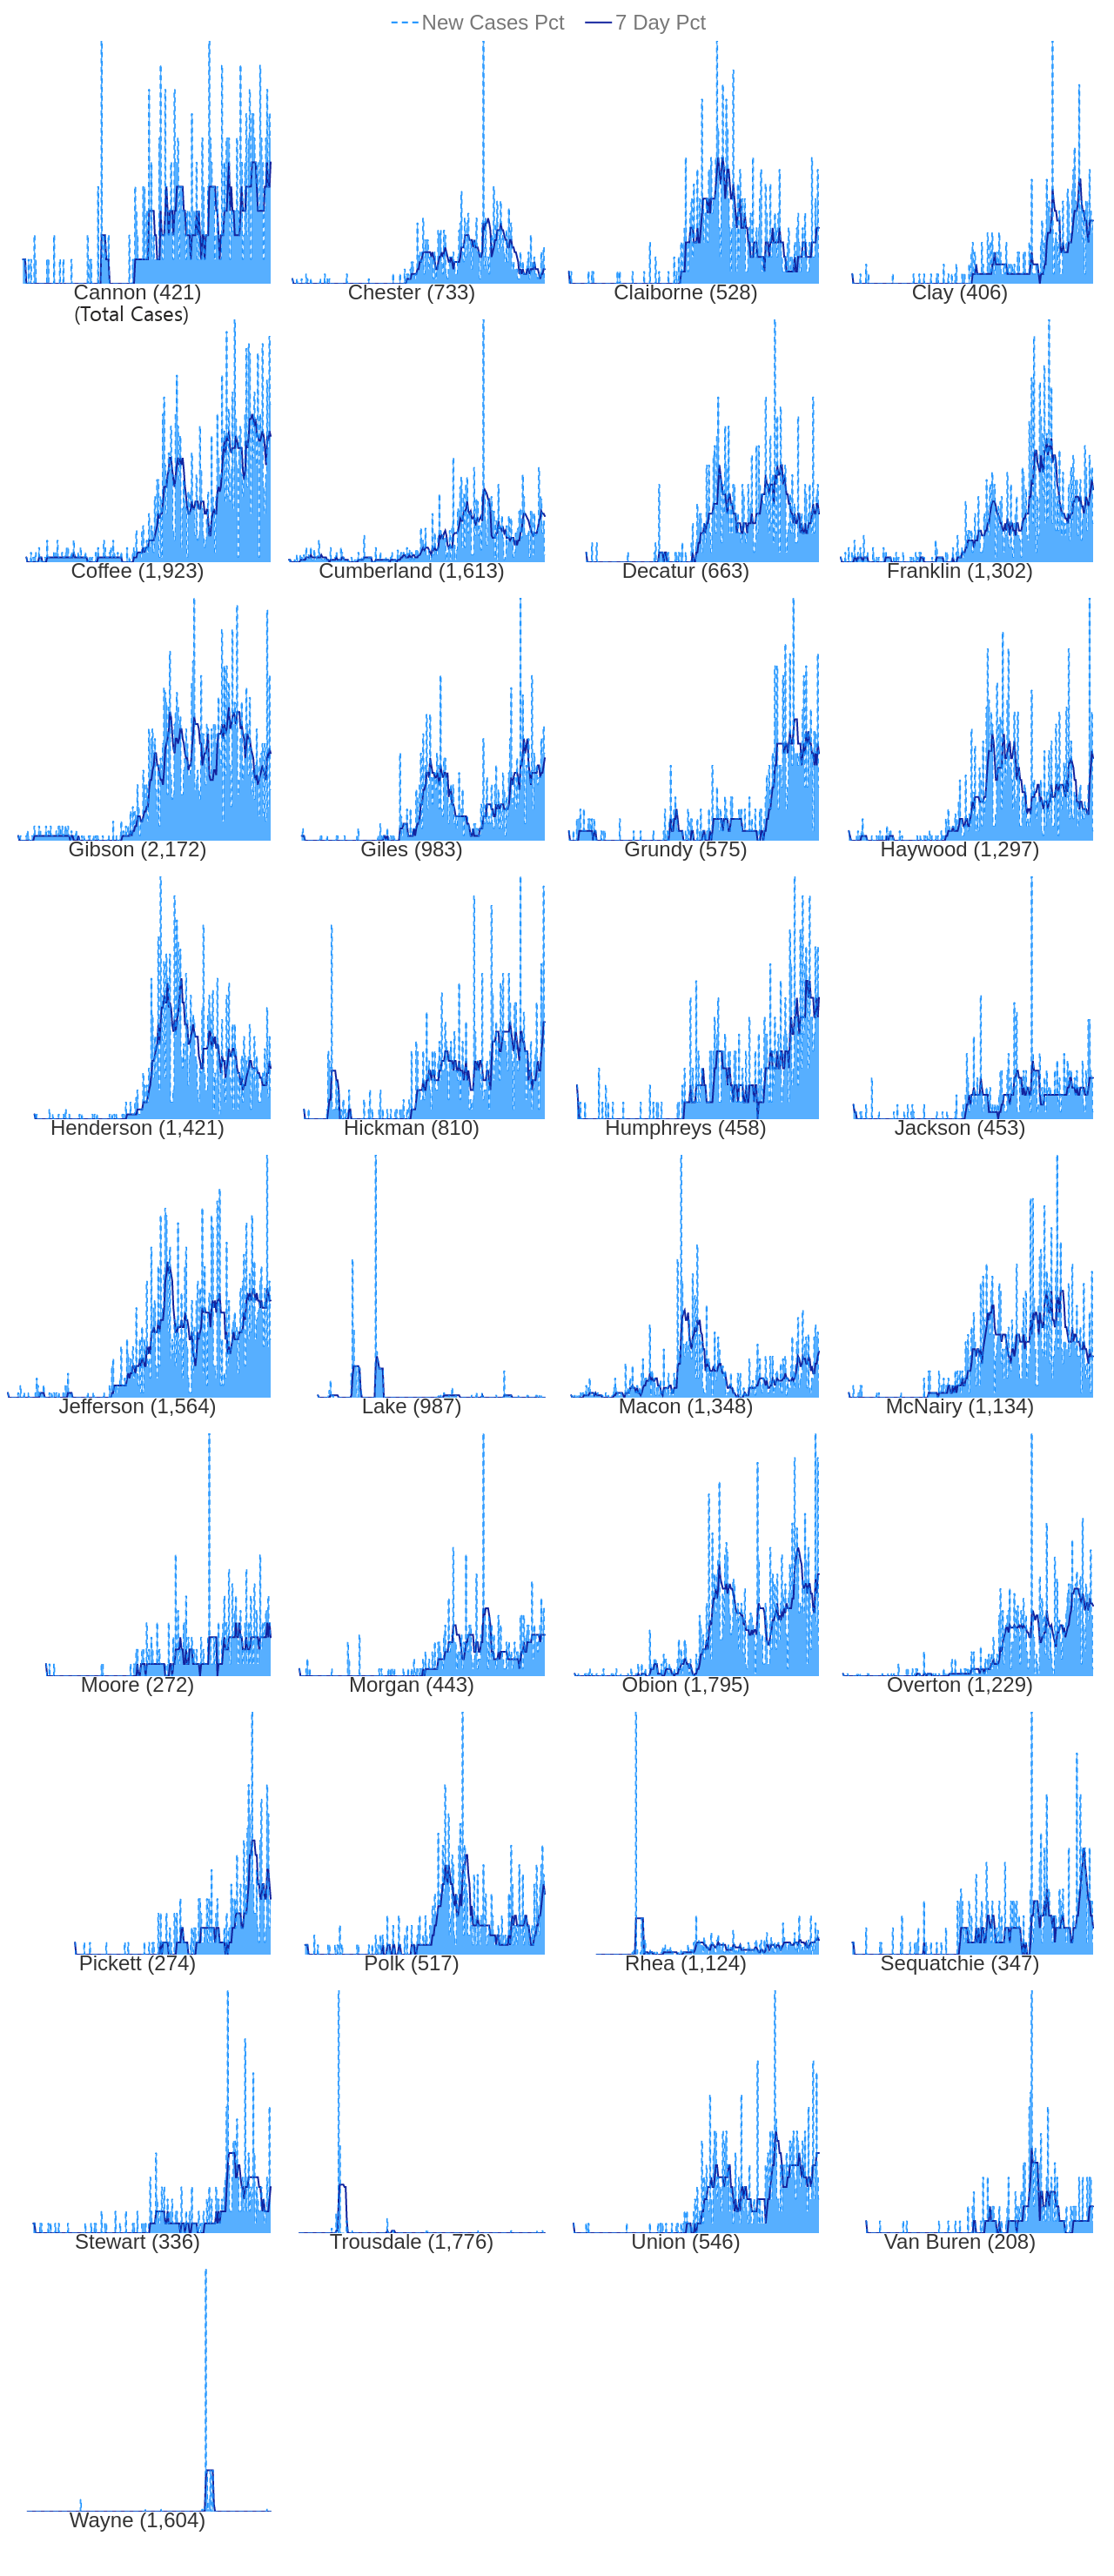 New Cases Pct 7 Day Pct
Cannon (421) Chester (733) Claiborne (528) Clay (406)
(Total Cases)
Coffee (1,923) Cumberland (1,613) Decatur (663) Franklin (1,302)
Gibson (2,172) Giles (983) Grundy (575) Haywood (1,297)
Henderson (1,421) Hickman (810) Humphreys (458) Jackson (453)
Jefferson (1,564) Lake (987) Macon (1,348) McNairy (1,134)
Moore (272) Morgan (443) Obion (1,795) Overton (1,229)
Pickett (274) Polk (517) Rhea (1,124) Sequatchie (347)
Stewart (336) Trousdale (1,776) Union (546) Van Buren (208)
Wayne (1,604)